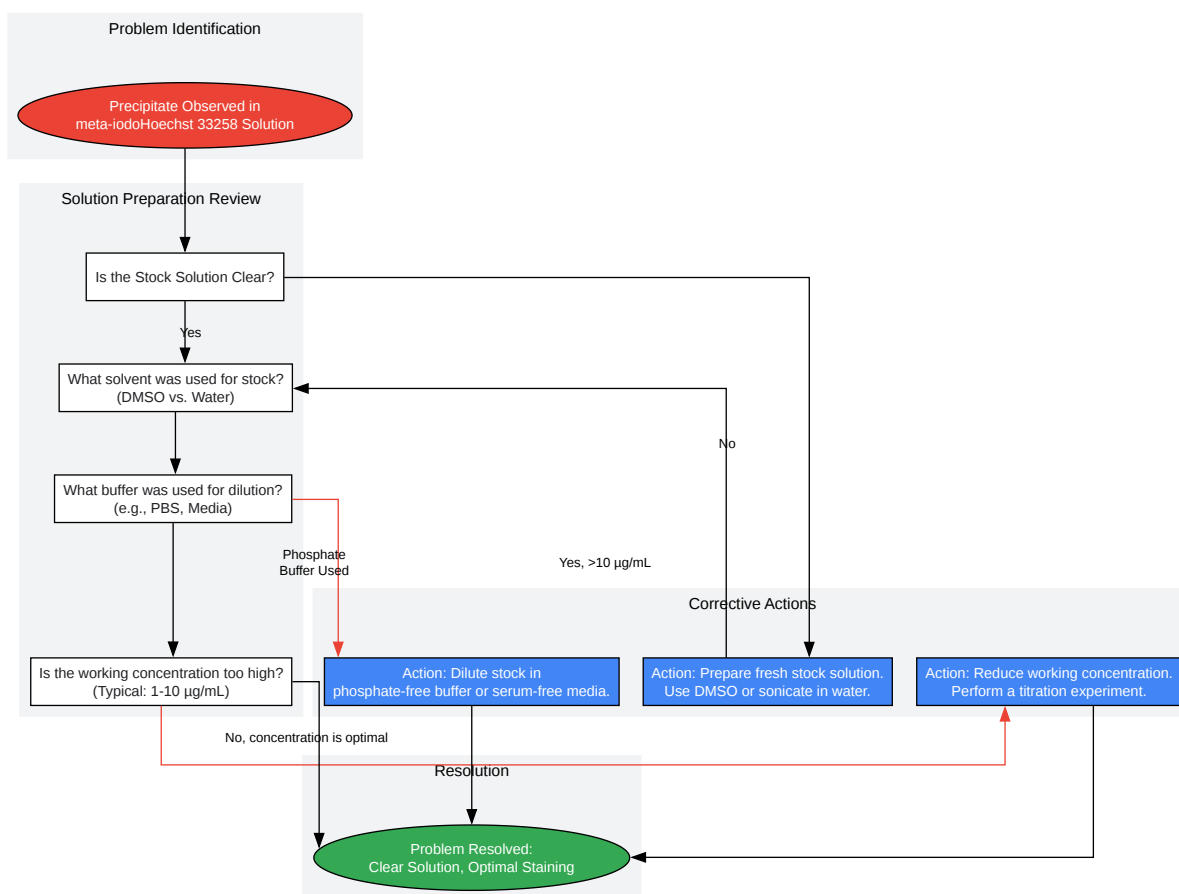 Problem Identification
Precipitate Observed in
meta-iodoHoechst 33258 Solution
Solution Preparation Review
Is the Stock Solution Clear?
Yes
What solvent was used for stock?
(DMSO vs. Water)
No
What buffer was used for dilution?
(e.g., PBS, Media)
Phosphate
Buffer Used
Yes, >10 µg/mL
Corrective Actions
Is the working concentration too high?
(Typical: 1-10 µg/mL)
Action: Dilute stock in
phosphate-free buffer or serum-free media.
Action: Prepare fresh stock solution.
Use DMSO or sonicate in water.
Action: Reduce working concentration.
Perform a titration experiment.
No, concentration is optimal
Resolution
Problem Resolved:
Clear Solution, Optimal Staining